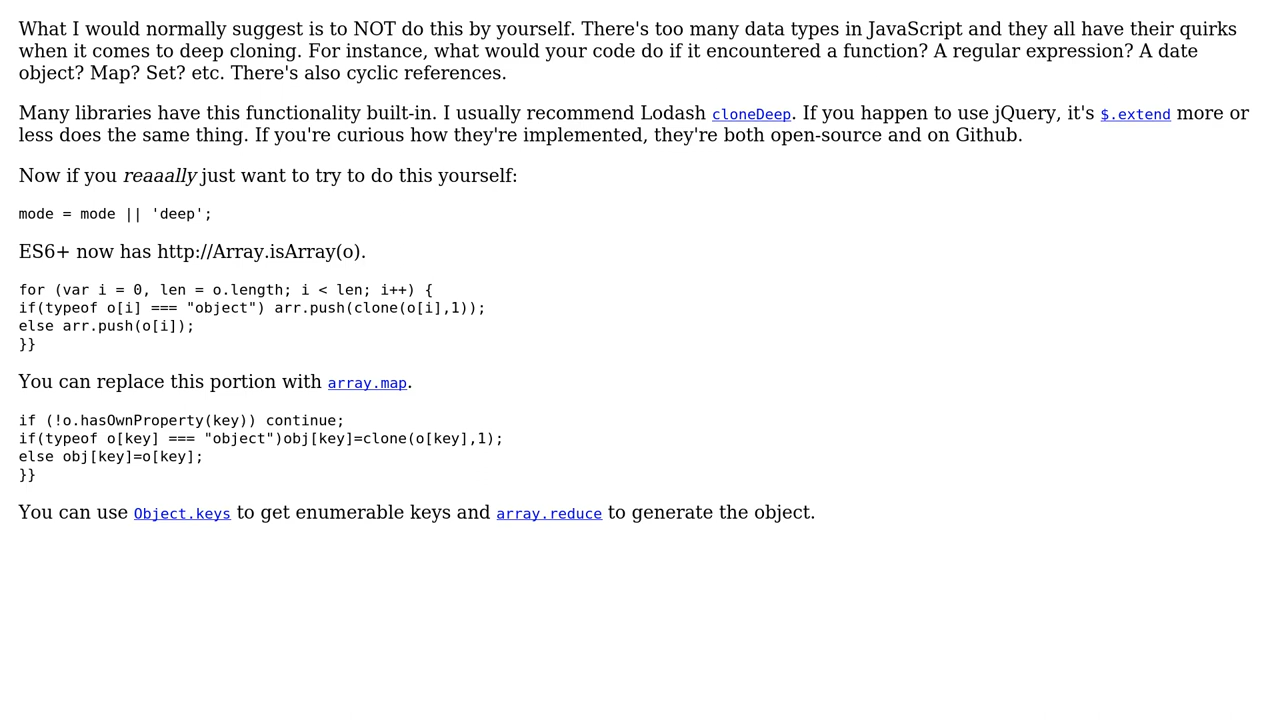 What I would normally suggest is to NOT do this by yourself. There's too many data types in JavaScript and they all have their quirks
when it comes to deep cloning. For instance, what would your code do if it encountered a function? A regular expression? A date
object? Map? Set? etc. There's also cyclic references.
Many libraries have this functionality built-in. I usually recommend Lodash cloneDeep. If you happen to use jQuery, it's $.extend more or
less does the same thing. If you're curious how they're implemented, they're both open-source and on Github.
Now if you reaaally just want to try to do this yourself:
mode = mode || 'deep';
ES6+ now has http://Array.isArray(o).
for (var i = 0, len = o.length; i < len; i++) {
if(typeof o[i] === "object") arr.push(clone(o[i],1));
else arr.push(o[i]);
}}
You can replace this portion with array.map.
if (!o.hasOwnProperty(key)) continue;
if(typeof o[key] === "object")obj[key]=clone(o[key],1);
else obj[key]=o[key];
}}
You can use Object.keys to get enumerable keys and array.reduce to generate the object.